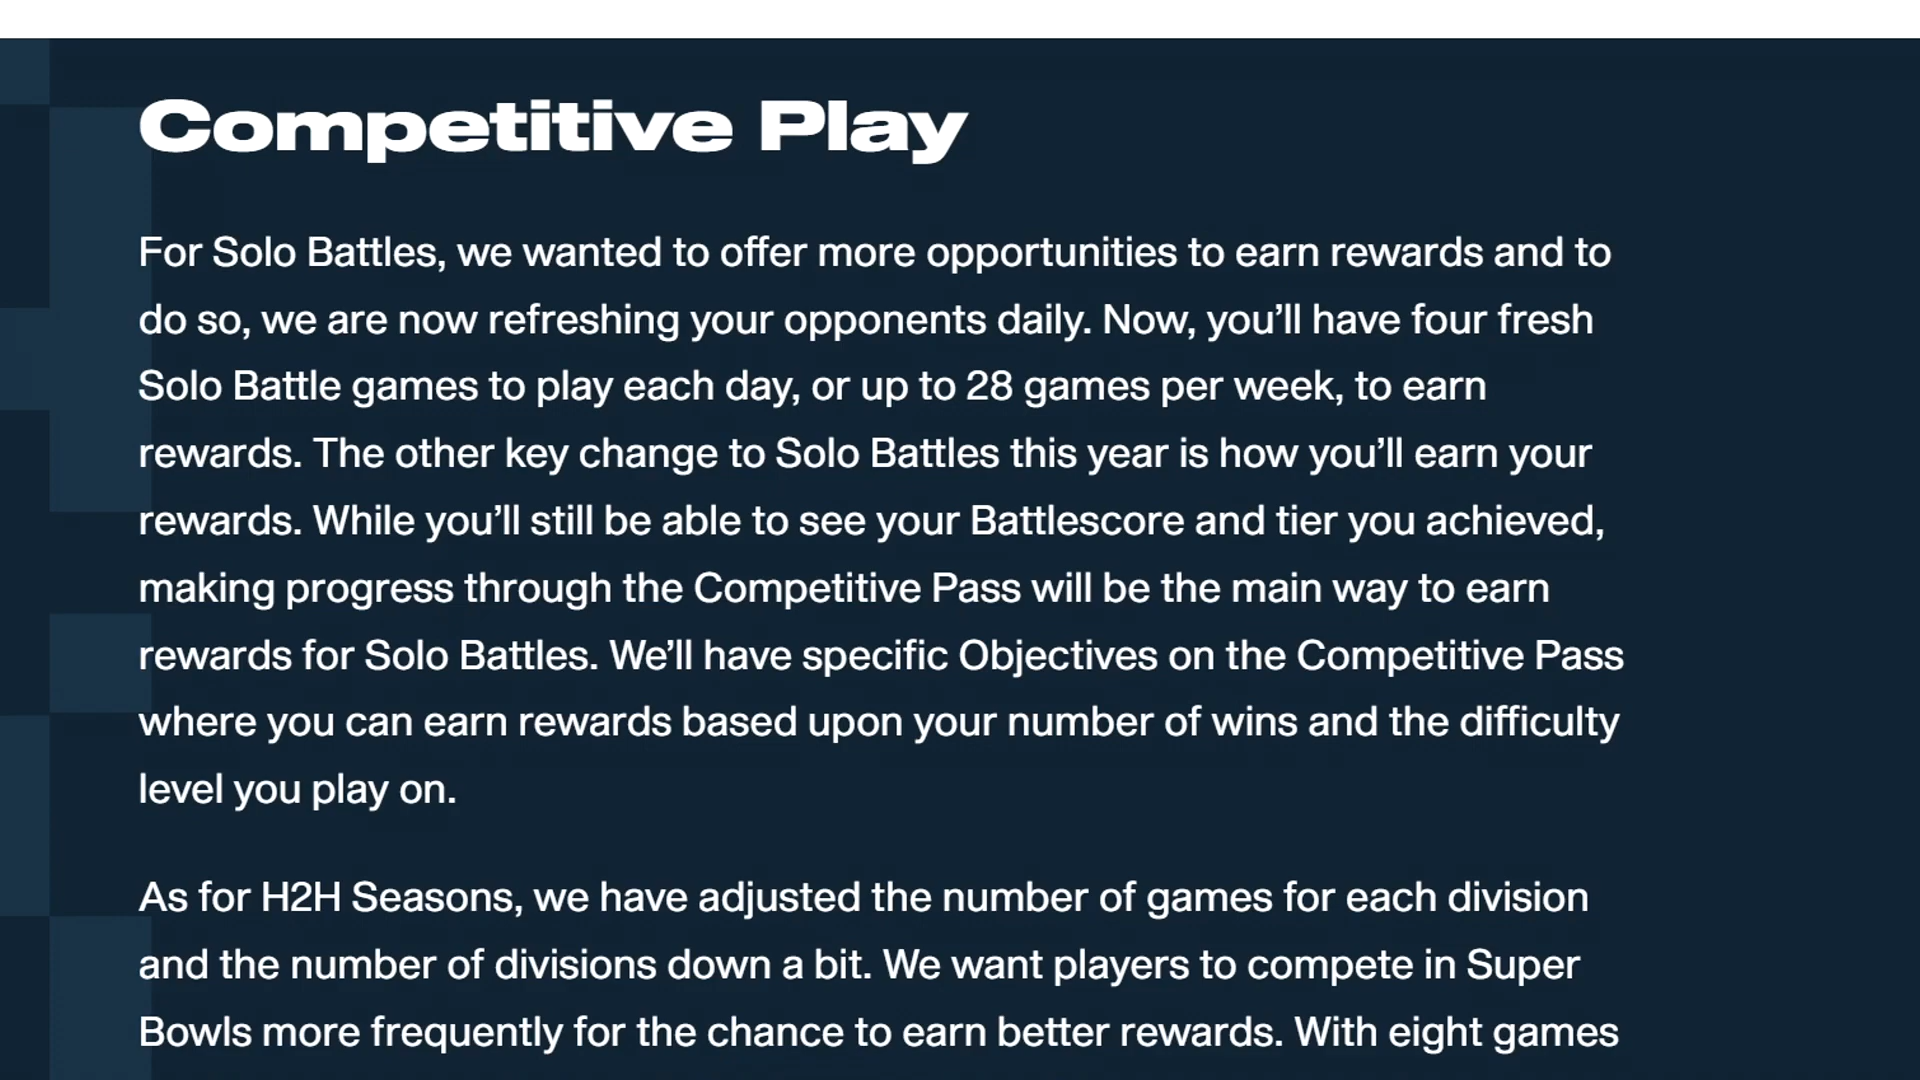 Competitive Play
For Solo Battles, we wanted to offer more opportunities to earn rewards and to
do so, we are now refreshing your opponents daily. Now, you’ll have four fresh
Solo Battle games to play each day, or up to 28 games per week, to earn
rewards. The other key change to Solo Battles this year is how you’ll earn your
rewards. While you’ll still be able to see your Battlescore and tier you achieved,
making progress through the Competitive Pass will be the main way to earn
rewards for Solo Battles. We’ll have specific Objectives on the Competitive Pass
where you can earn rewards based upon your number of wins and the difficulty
level you play on.
As for H2H Seasons, we have adjusted the number of games for each division
and the number of divisions down a bit. We want players to compete in Super
Bowls more frequently for the chance to earn better rewards. With eight games